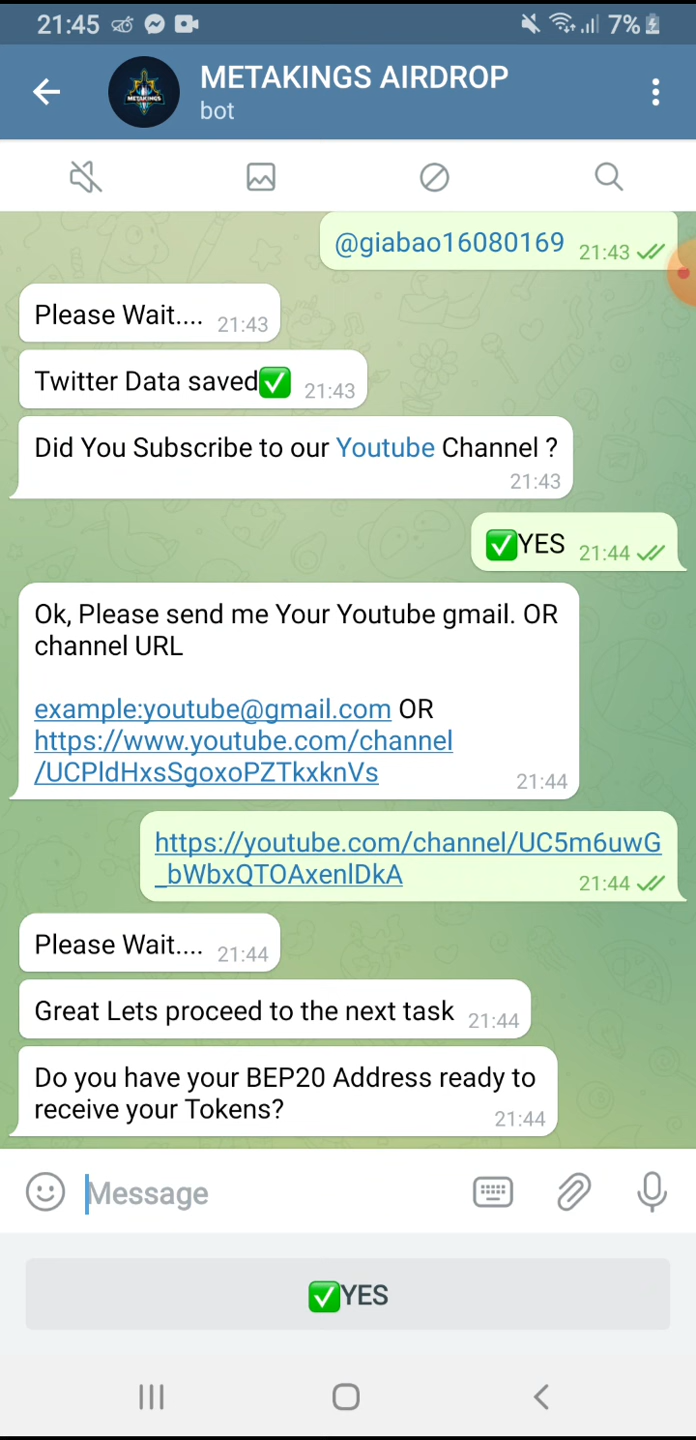 21:45
7%
METAKINGS AIRDROP
METAKINGS
bot
@giabao16080169 21:43
Please Wait.... 21:43
Twitter Data saved✅ 21:43
Did You Subscribe to our Youtube Channel ?
21:43
✅YES 21:44
Ok, Please send me Your Youtube gmail. OR
channel URL
example:youtube@gmail.com OR
https://www.youtube.com/channel
/UCPldHxsSgoxoPZTkxknVs
21:44
https://youtube.com/channel/UC5m6uwG
_bWbxQTOAxenlDkA
21:44
Please Wait.... 21:44
Great Lets proceed to the next task 21:44
Do you have your BEP20 Address ready to
receive your Tokens?
21:44
Message
✅YES